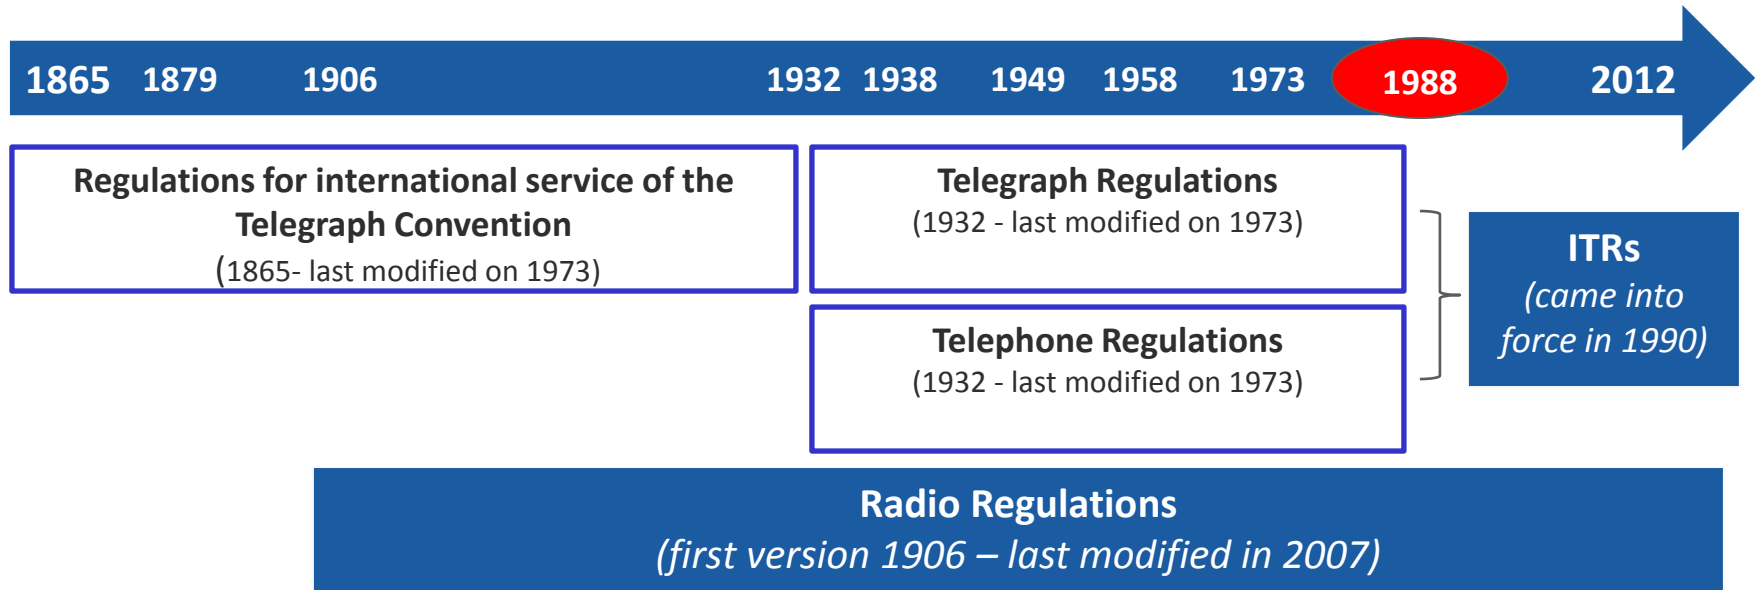 1865 1879 1906 1932 1938 1949 1958 1973 1988 2012
Regulations for international service of the
Telegraph Convention
(1865- last modified on 1973)
Telegraph Regulations
(1932 - last modified on 1973)
Telephone Regulations
(1932 - last modified on 1973)
ITRs
(came into
force in 1990)
Radio Regulations
(first version 1906 – last modified in 2007)